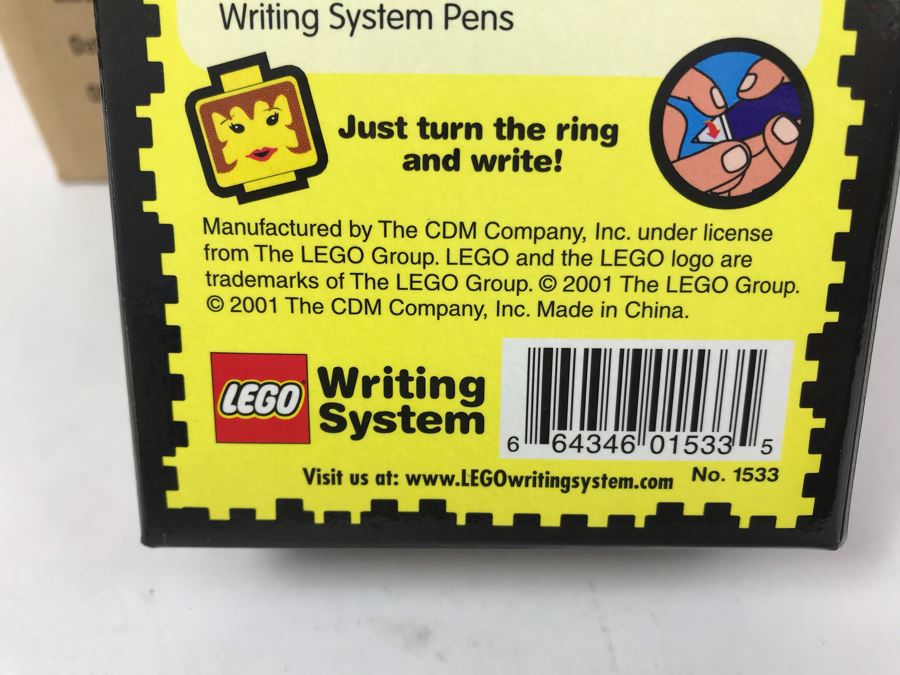 Writing System Pens
Just turn the ring
and write!
Manufactured by The CDM Company, Inc. under license
from The LEGO Group. LEGO and the LEGO logo are
trademarks of The LEGO Group. © 2001 The LEGO Group.
© 2001 The CDM Company, Inc. Made in China.
LEGO
Writing
System
6 64346 01533 5
Visit us at: www.LEGOwritingsystem.com
No. 1533